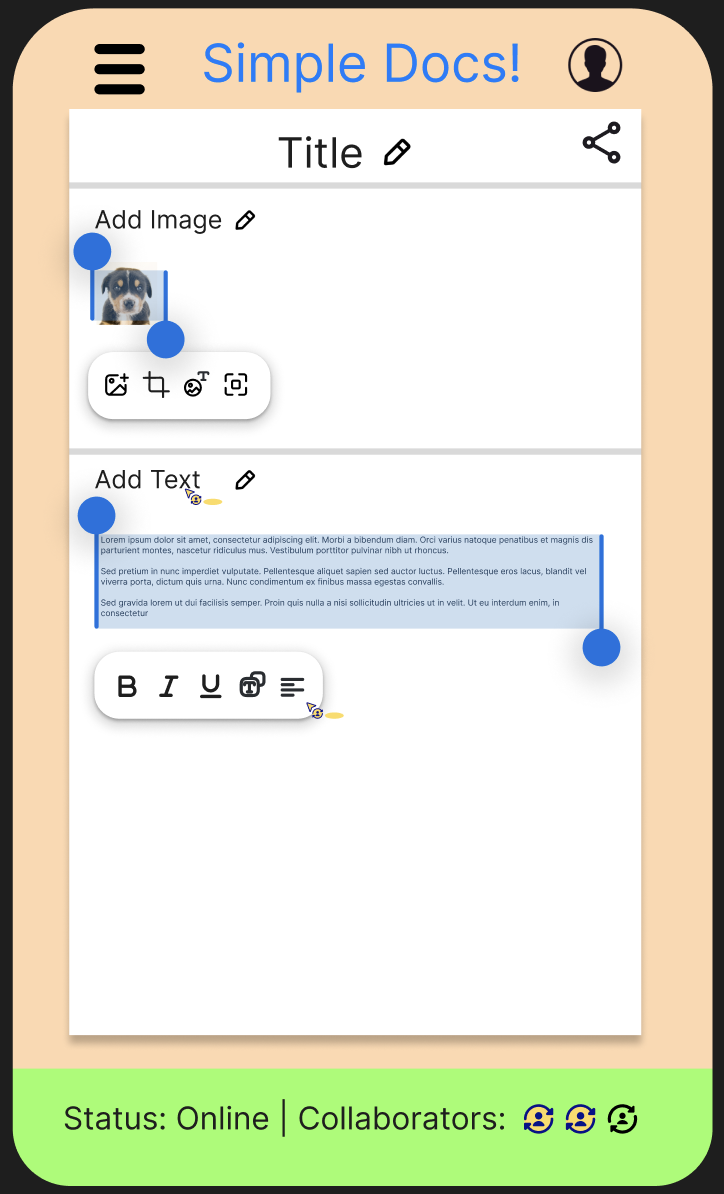 Simple Docs!
Title
Add Image
Add Text
Lorem ipsum dolor sit amet, consectetur adipiscing elit. Morbi a bibendum diam. Orci varius natoque penatibus et magnis dis
parturient montes, nascetur ridiculus mus. Vestibulum porttitor pulvinar nibh ut rhoncus.
Sed pretium in nunc imperdiet vulputate. Pellentesque aliquet sapien sed auctor luctus. Pellentesque eros lacus, blandit vel
viverra porta, dictum quis urna. Nunc condimentum ex finibus massa egestas convallis.
Sed gravida lorem ut dui facilisis semper. Proin quis nulla a nisi sollicitudin ultricies ut in velit. Ut eu interdum enim, in
consectetur
B I U T
Status: Online | Collaborators: